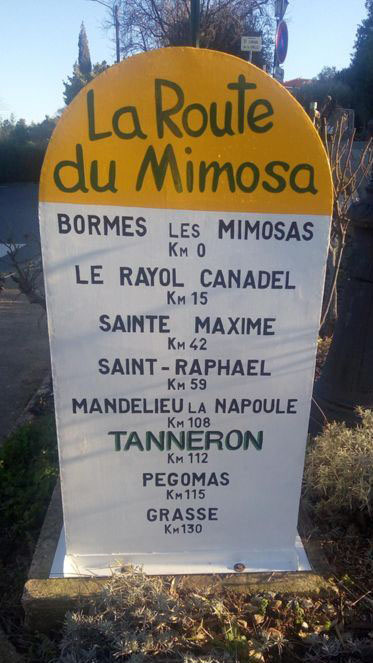 La Route
du Mimosa
BORMES LES MIMOSAS
KM 0
LE RAYOL CANADEL
KM 15
SAINTE MAXIME
KM 42
SAINT-RAPHAEL
KM 59
MANDELIEU LA NAPOULE
KM 108
TANNERON
KM 112
PEGOMAS
KM 115
GRASSE
KM 130